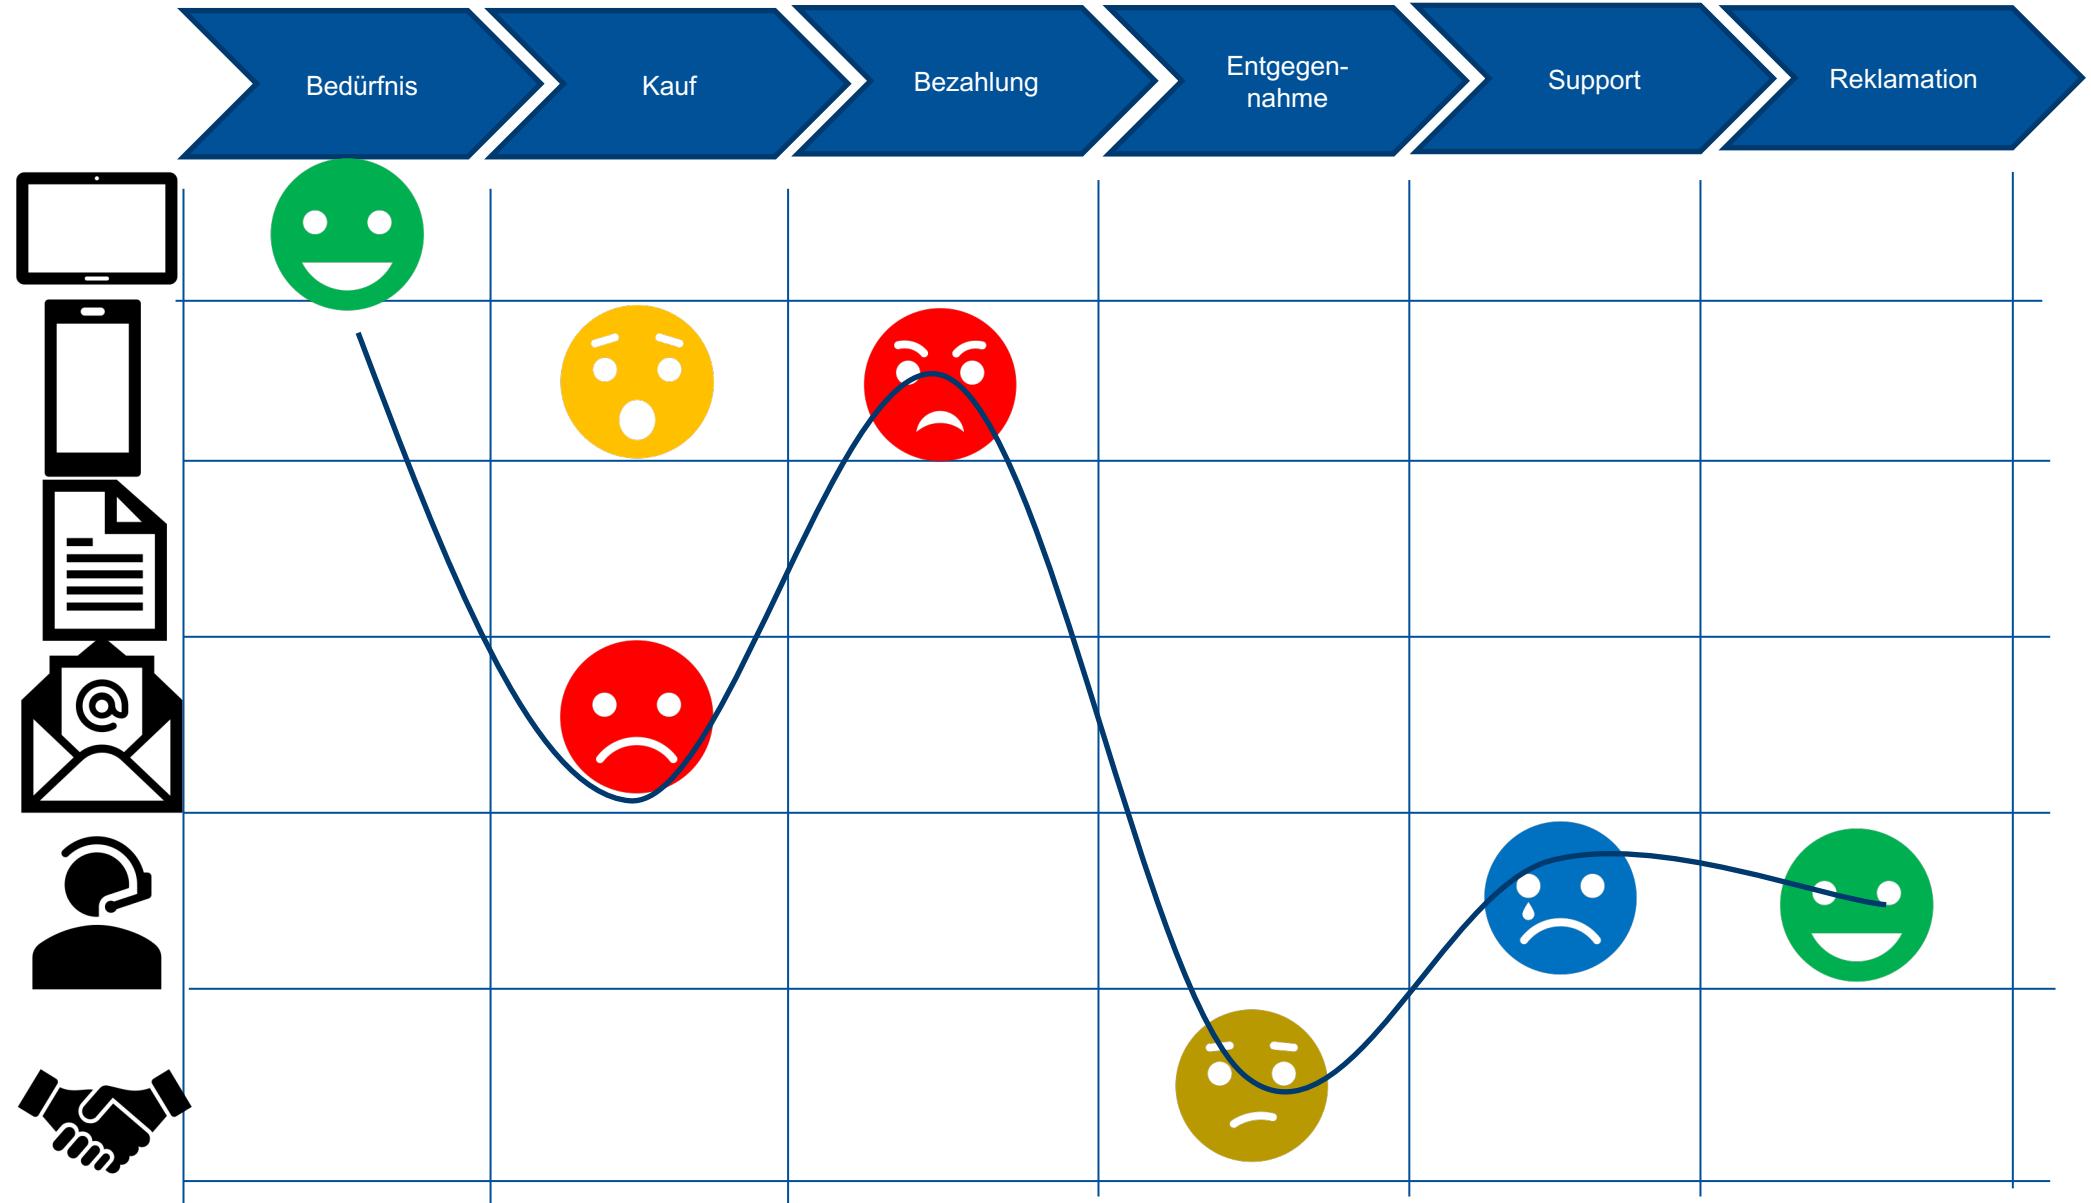 Bedürfnis
Kauf
Bezahlung
Entgegen-
nahme
Support
Reklamation
@